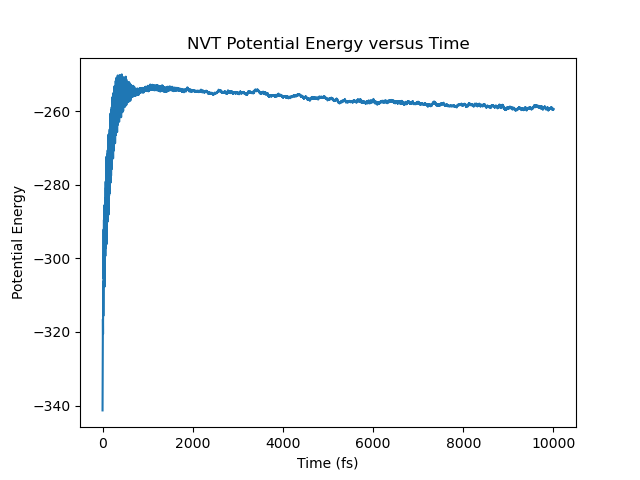 NVT Potential Energy versus Time
−260
−280
−300
−320
−340
Potential Energy
0 2000 4000 6000 8000 10000
Time (fs)